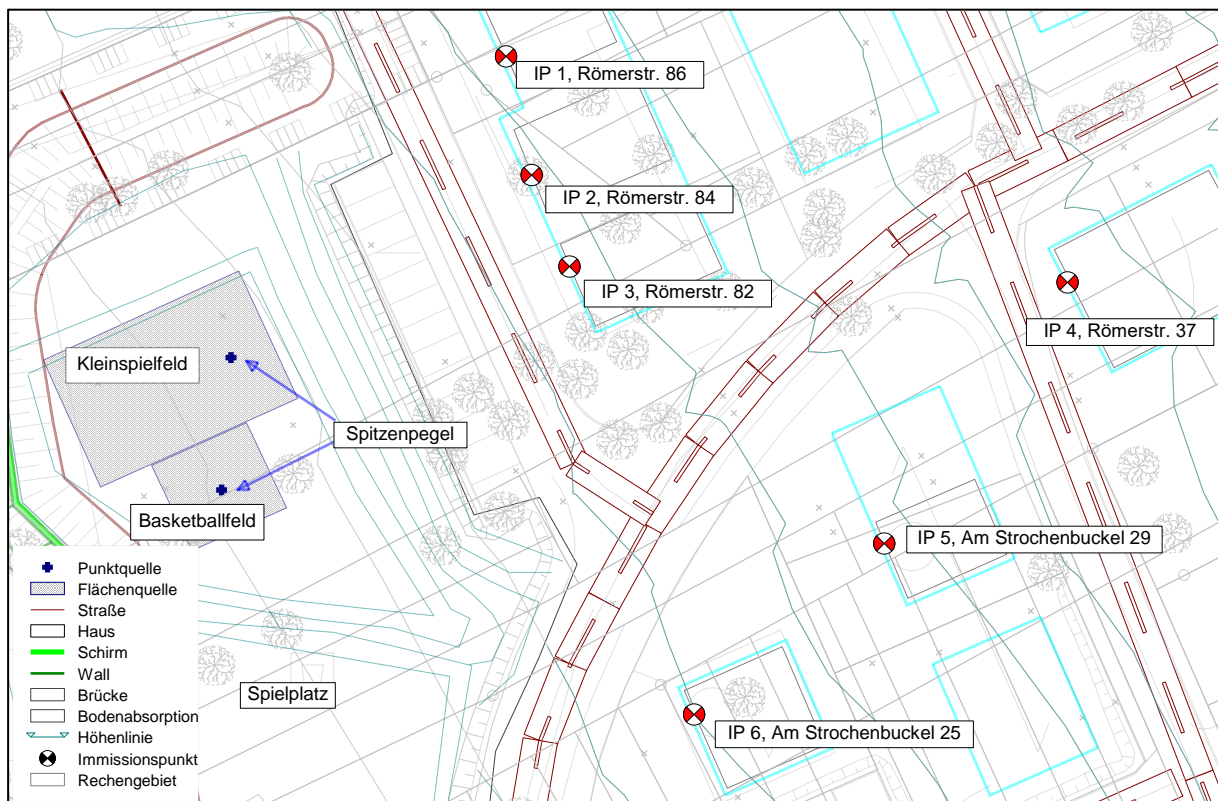 IP 1, Römerstr. 86
IP 2, Römerstr. 84
IP 3, Römerstr. 82
IP 4, Römerstr. 37
Kleinspielfeld
Spitzenpegel
Basketballfeld
IP 5, Am Strochenbuckel 29
Spielplatz
IP 6, Am Strochenbuckel 25
Punktquelle
Flächenquelle
Straße
Haus
Schirm
Wall
Brücke
Bodenabsorption
Höhenlinie
Immissionspunkt
Rechengebiet